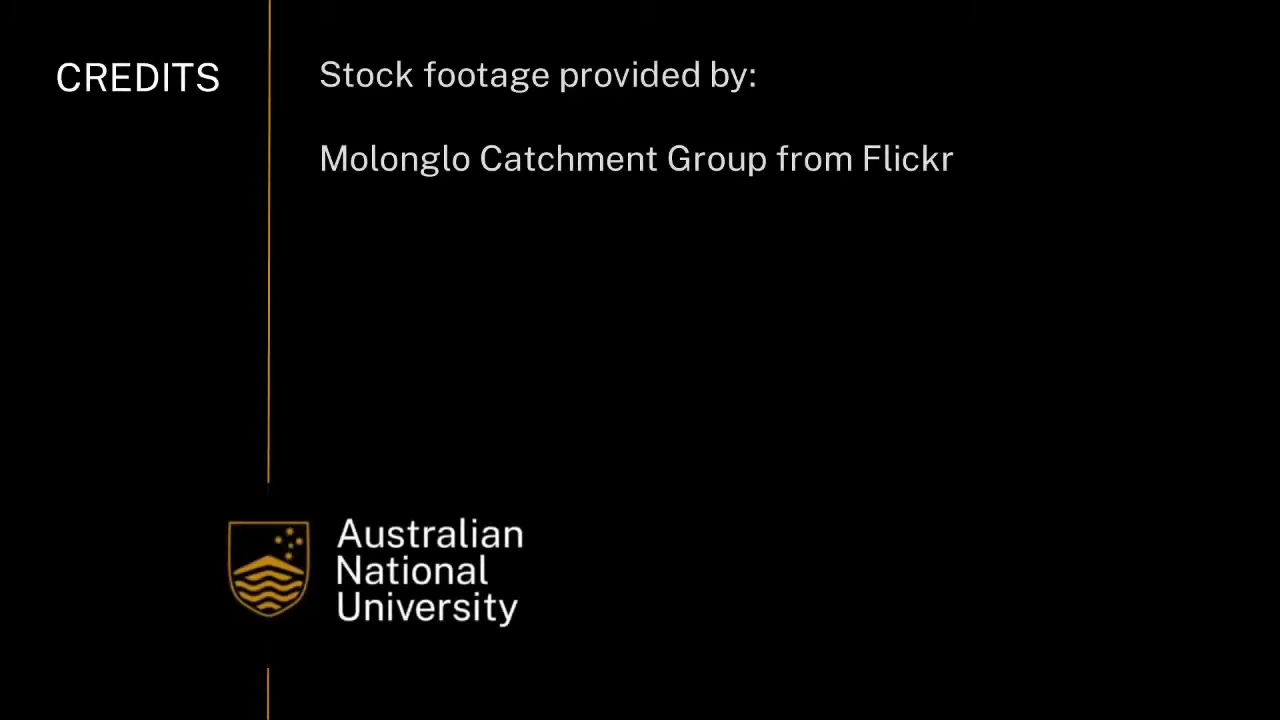 CREDITS
Stock footage provided by:
Molonglo Catchment Group from Flickr
Australian
National
University